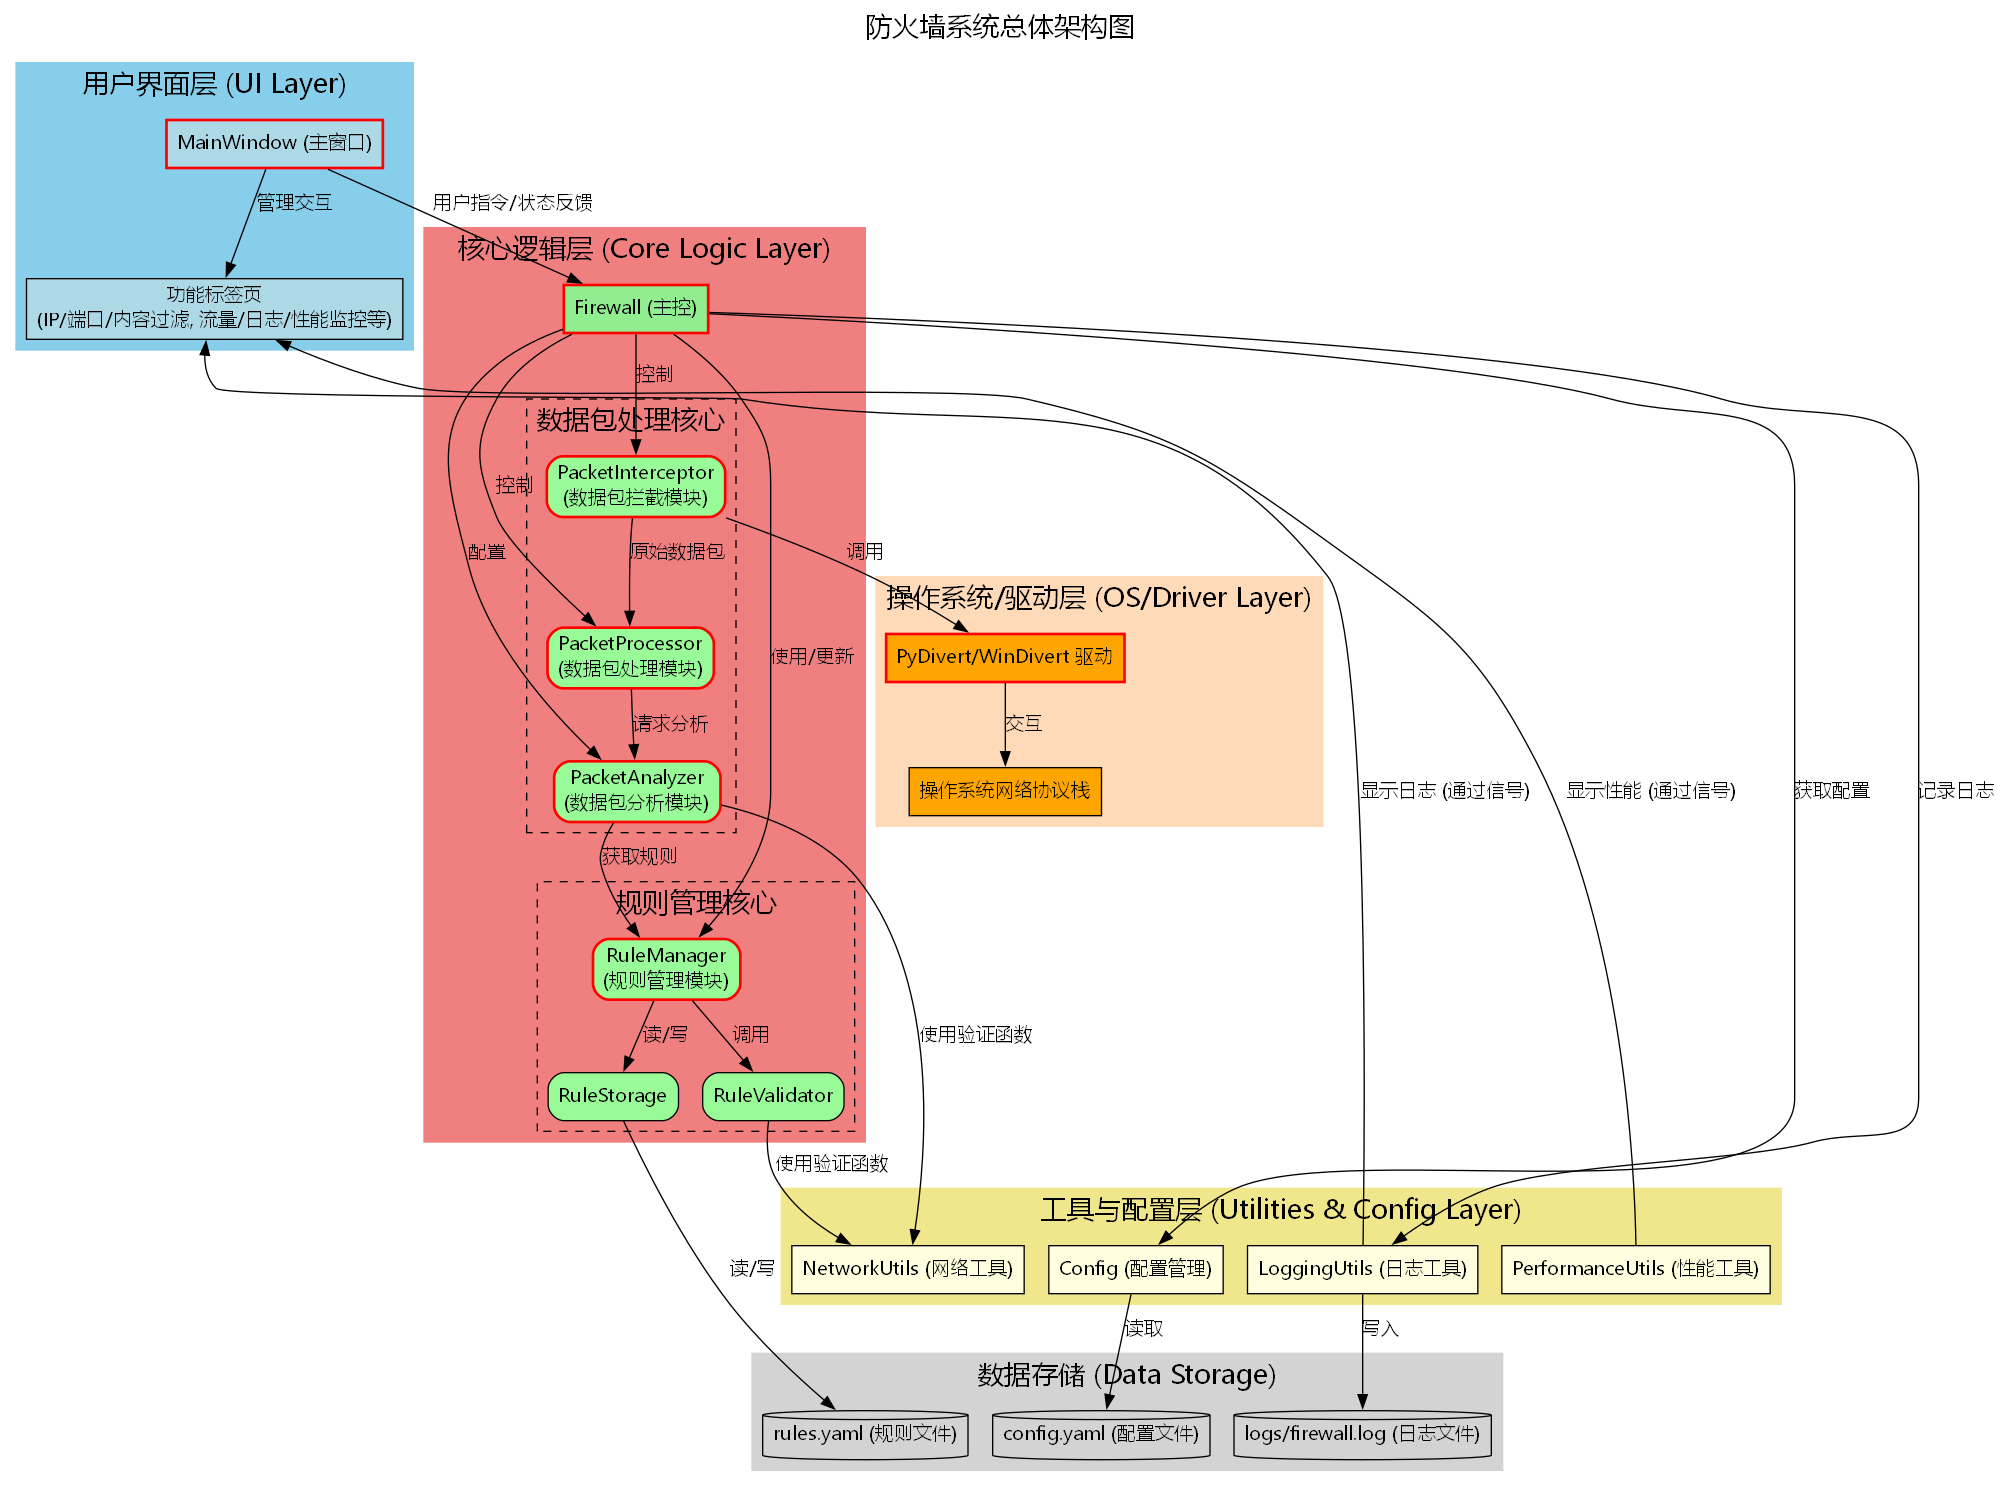 防火墙系统总体架构图
用户界面层 (UI Layer)
MainWindow (主窗口)
管理交互
用户指令/状态反馈
功能标签页
(IP/端口/内容过滤, 流量/日志/性能监控等)
核心逻辑层 (Core Logic Layer)
Firewall (主控)
控制
数据包处理核心
PacketInterceptor
(数据包拦截模块)
控制
配置
原始数据包
调用
操作系统/驱动层 (OS/Driver Layer)
PacketProcessor
(数据包处理模块)
使用/更新
PyDivert/WinDivert 驱动
请求分析
交互
PacketAnalyzer
(数据包分析模块)
操作系统网络协议栈
显示日志 (通过信号)
显示性能 (通过信号)
获取配置
记录日志
获取规则
规则管理核心
RuleManager
(规则管理模块)
读/写
调用
使用验证函数
RuleStorage
RuleValidator
使用验证函数
工具与配置层 (Utilities & Config Layer)
读/写
NetworkUtils (网络工具)
Config (配置管理)
LoggingUtils (日志工具)
PerformanceUtils (性能工具)
读取
写入
数据存储 (Data Storage)
rules.yaml (规则文件)
config.yaml (配置文件)
logs/firewall.log (日志文件)